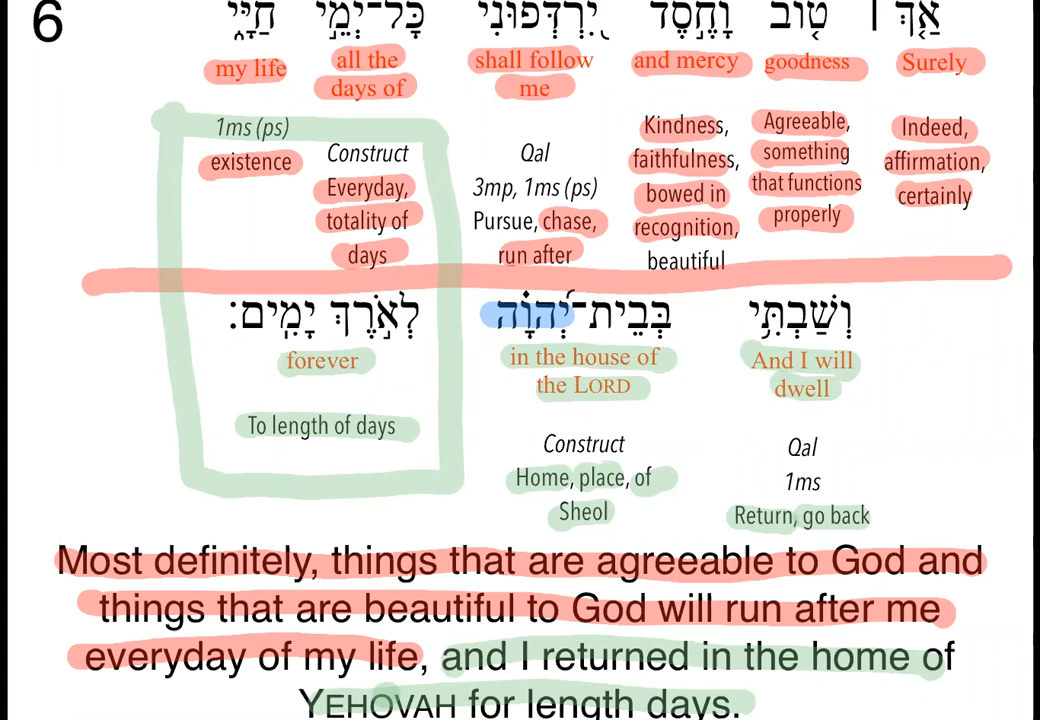 6
אַ֤ךְ ׀ ט֤וֹב וָחֶ֣סֶד יִ֭רְדְּפוּנִי כָּל־יְמֵ֣י חַיָּ֑י
Surely goodness and mercy shall follow me all the days of my life
Indeed, affirmation, certainly
Agreeable, something that functions properly
Kindness, faithfulness, bowed in recognition, beautiful
Qal
3mp, 1ms (ps)
Pursue, chase, run after
Construct
Everyday, totality of days
1ms (ps)
existence
וְשַׁבְתִּ֥י בְּבֵית־יְ֝הוָ֗ה לְאֹ֣רֶךְ יָמִֽים׃
And I will dwell
in the house of the LORD
forever
Qal
1ms
Return, go back
Construct
Home, place, of Sheol
To length of days
Most definitely, things that are agreeable to God and
things that are beautiful to God will run after me
everyday of my life, and I returned in the home of
YEHOVAH for length days.